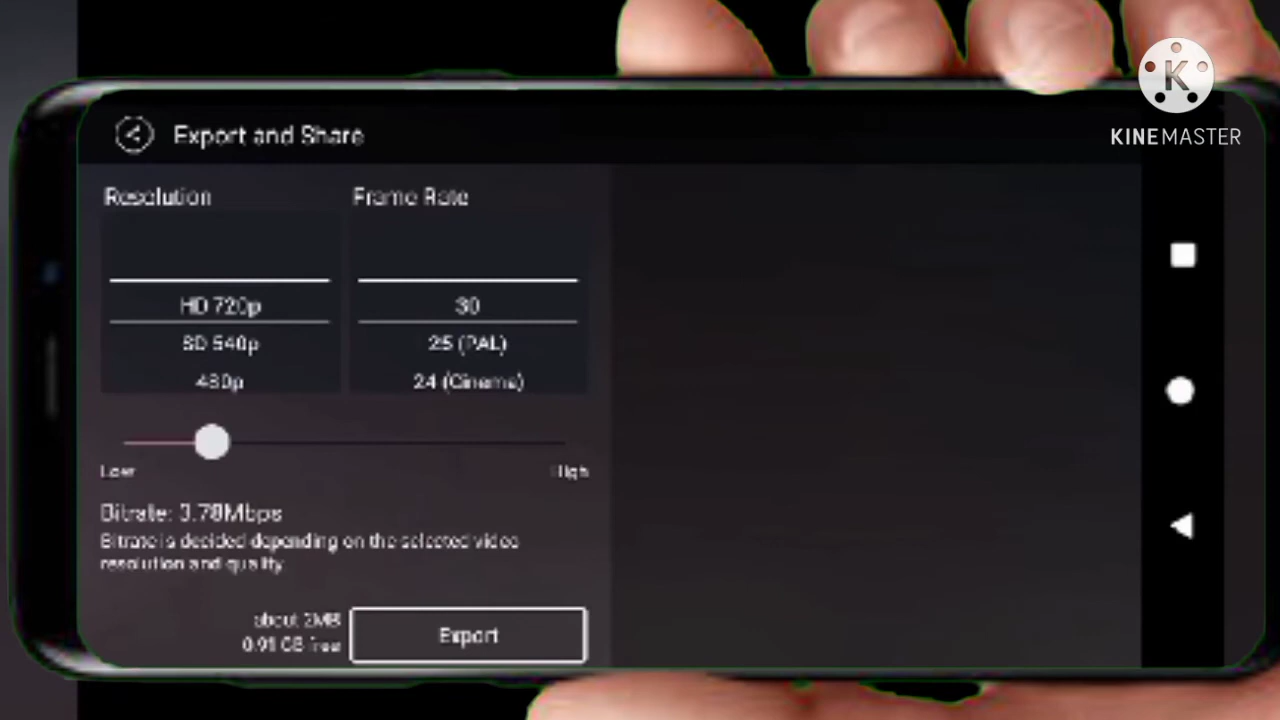 KINEMASTER
Export and Share
Resolution
Frame Rate
HD 720p
30
SD 540p
25 (PAL)
480p
24 (Cinema)
Low
High
Bitrate: 3.78Mbps
Bitrate is decided depending on the selected video
resolution and quality
about 2MB
0.91 GB free
Export